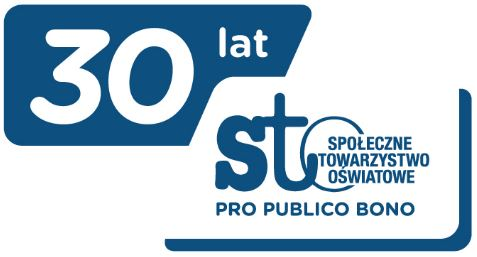 30 lat
sto
SPOŁECZNE
TOWARZYSTWO
OŚWIATOWE
PRO PUBLICO BONO